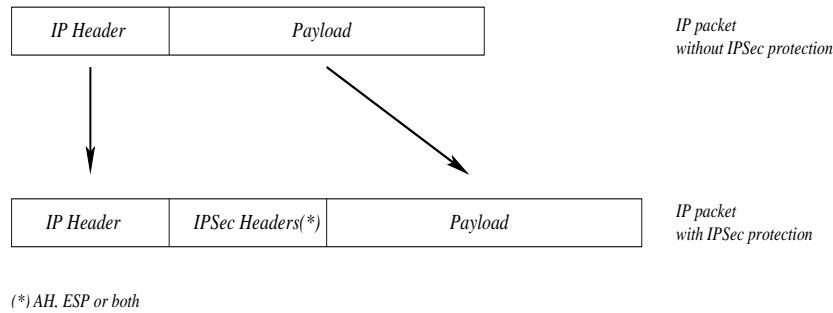 IP Header
Payload
IP packet
without IPSec protection
IP Header
IPSec Headers(*)
Payload
IP packet
with IPSec protection
(*) AH, ESP or both